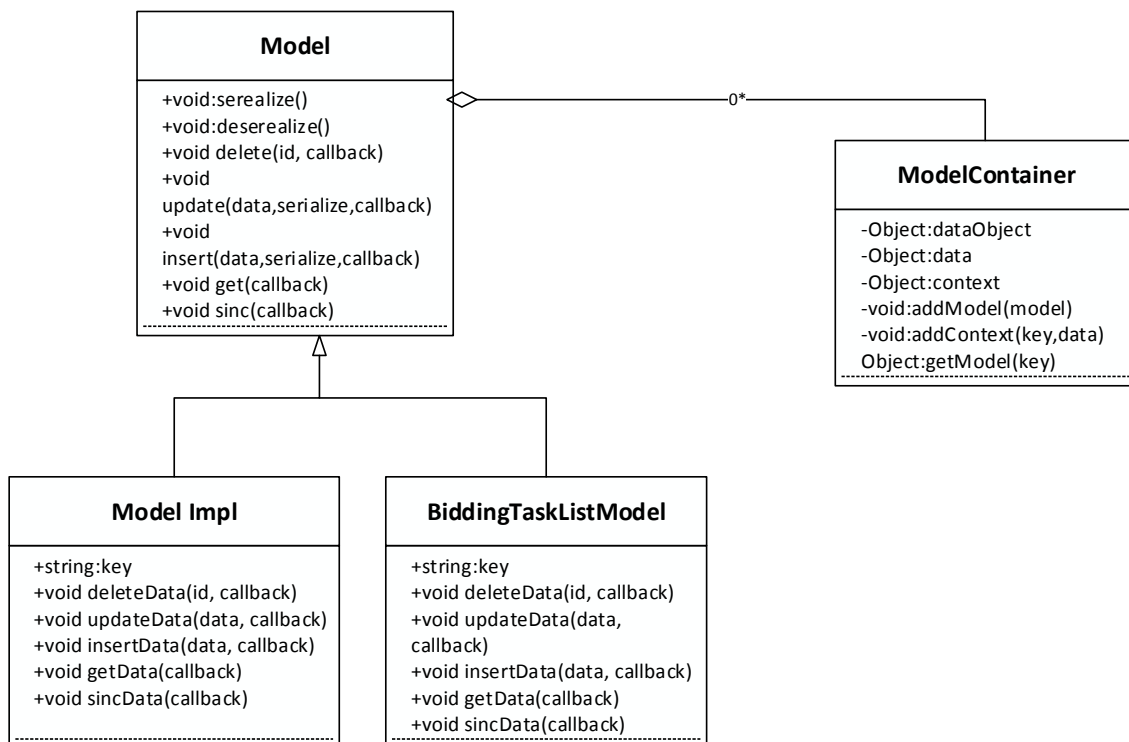 Model
+void:serealize()
+void:deserealize()
+void delete(id, callback)
+void
update(data,serialize,callback)
+void
insert(data,serialize,callback)
+void get(callback)
+void sinc(callback)
0*
ModelContainer
-Object:dataObject
-Object:data
-Object:context
-void:addModel(model)
-void:addContext(key,data)
Object:getModel(key)
Model Impl
+string:key
+void deleteData(id, callback)
+void updateData(data, callback)
+void insertData(data, callback)
+void getData(callback)
+void sincData(callback)
BiddingTaskListModel
+string:key
+void deleteData(id, callback)
+void updateData(data,
callback)
+void insertData(data, callback)
+void getData(callback)
+void sincData(callback)